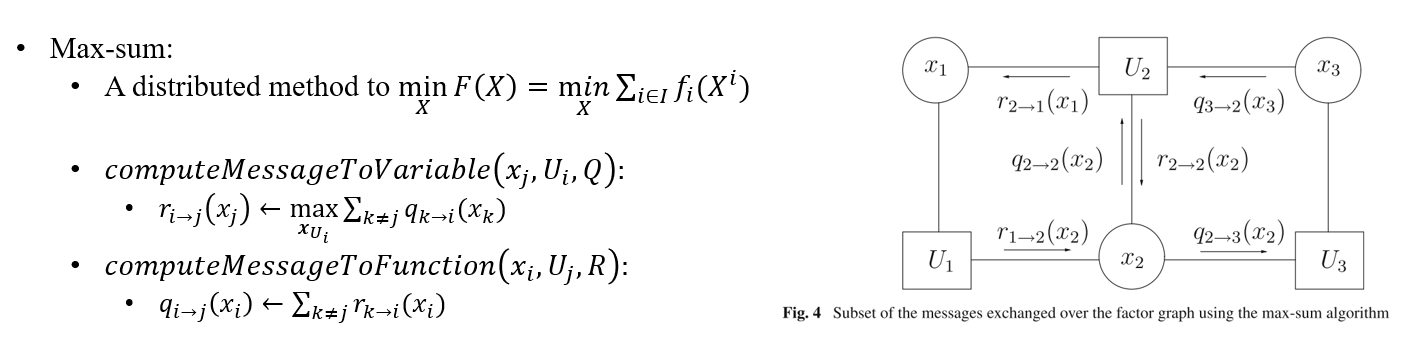 • Max-sum:
• A distributed method to min_X F(X) = min_X ∑_{i∈I} f_i(X^i)
• computeMessageToVariable(x_j, U_i, Q):
• r_{i→j}(x_j) ← max_{x_{U_i}} ∑_{k≠j} q_{k→i}(x_k)
• computeMessageToFunction(x_i, U_j, R):
• q_{i→j}(x_i) ← ∑_{k≠j} r_{k→i}(x_i)
x_1 U_2 x_3
r_{2→1}(x_1) q_{3→2}(x_3)
q_{2→2}(x_2) r_{2→2}(x_2)
r_{1→2}(x_2) q_{2→3}(x_2)
U_1 x_2 U_3
Fig. 4 Subset of the messages exchanged over the factor graph using the max-sum algorithm